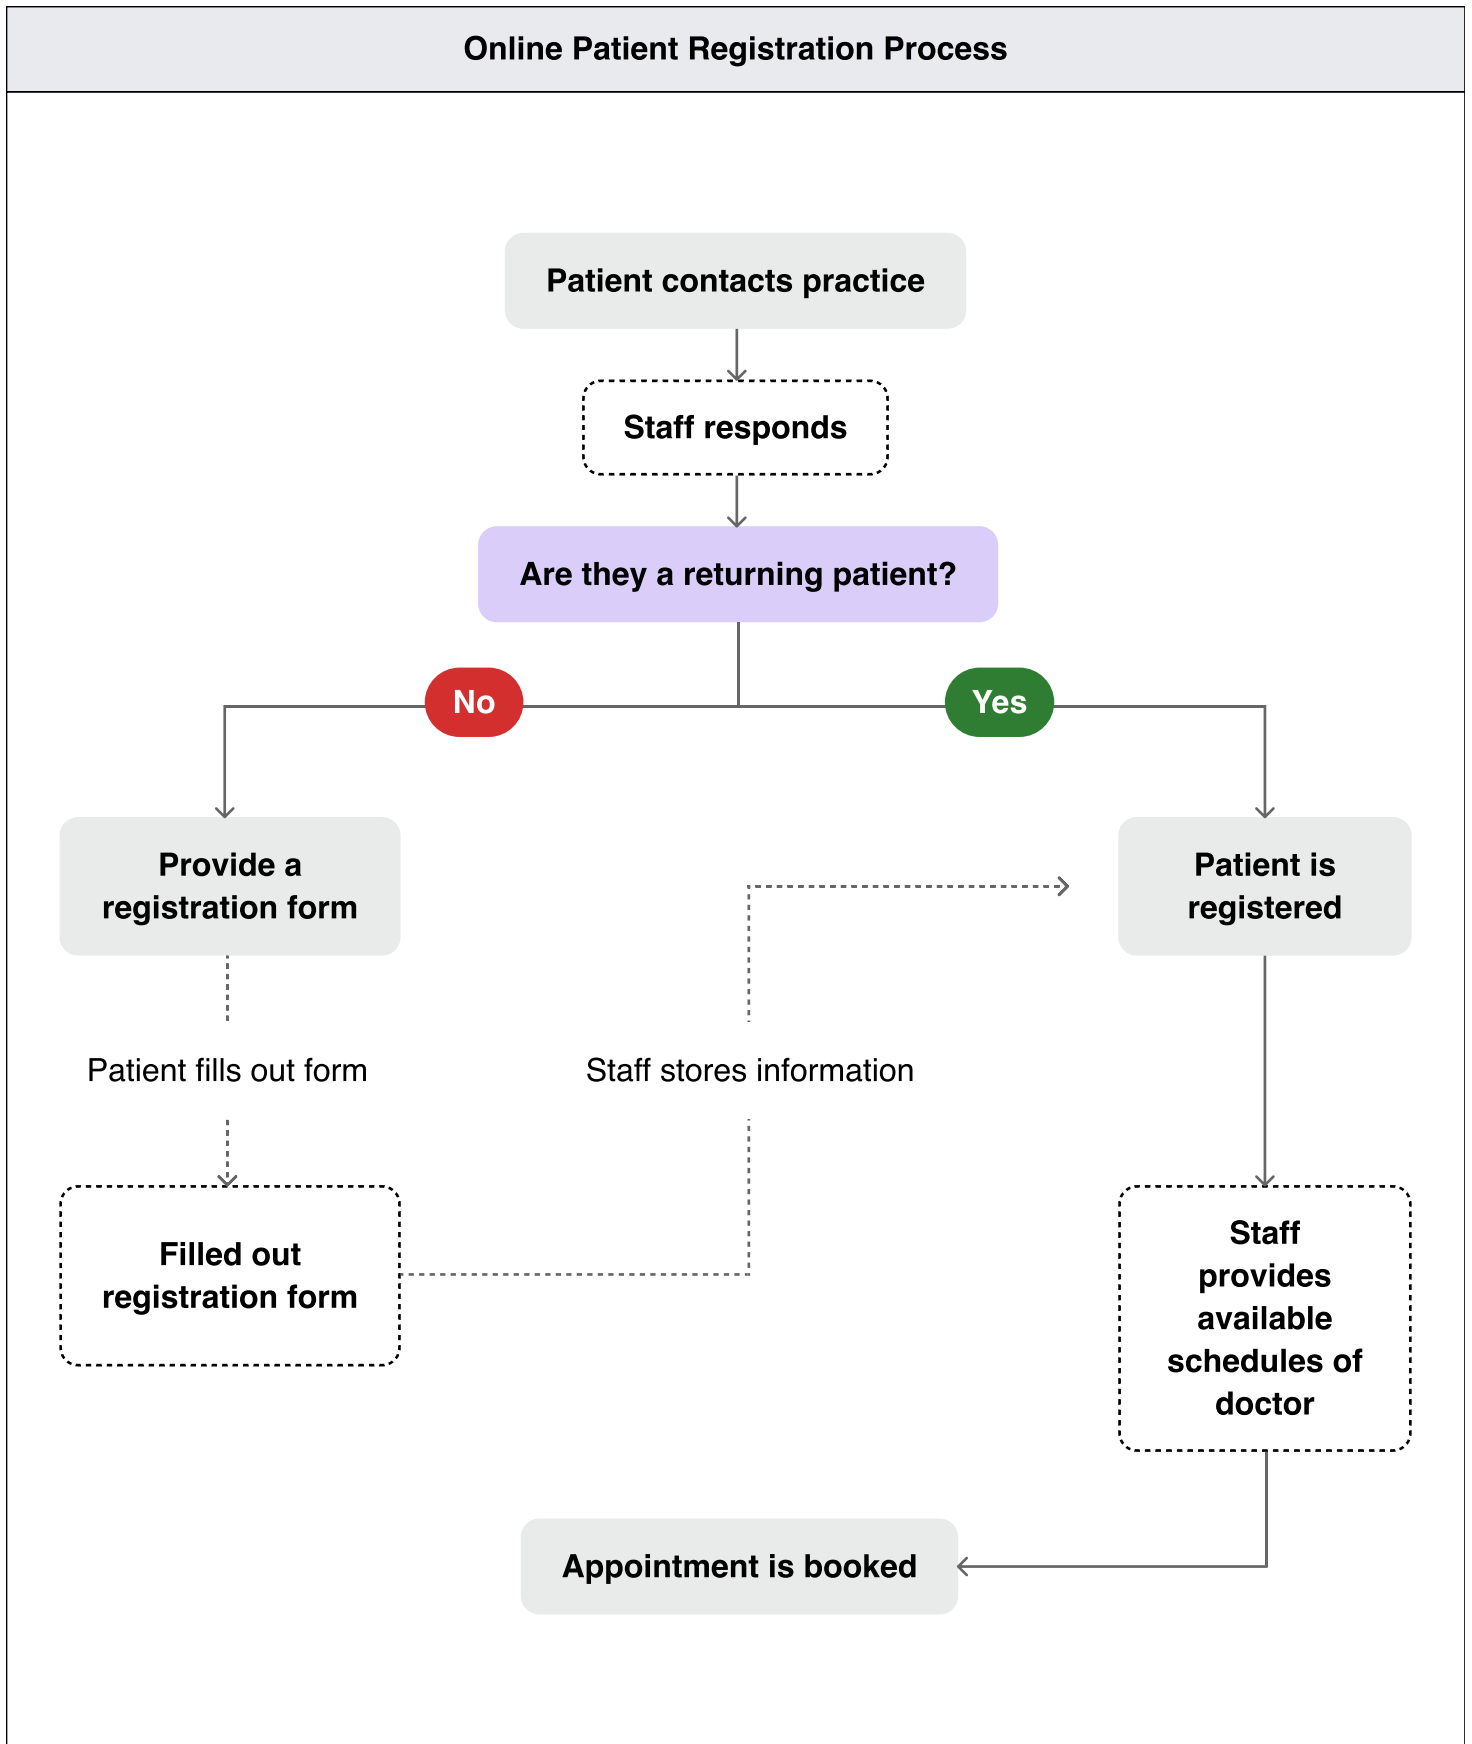 Online Patient Registration Process
Patient contacts practice
Staff responds
Are they a returning patient?
No
Yes
Provide a
registration form
Patient is
registered
Patient fills out form
Staff stores information
Filled out
registration form
Staff
provides
available
schedules of
doctor
Appointment is booked